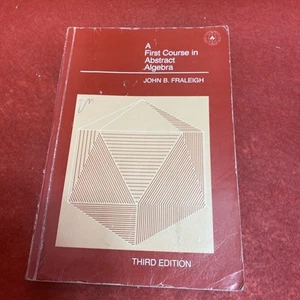 A
First Course in
Abstract
Algebra
JOHN B. FRALEIGH
THIRD EDITION